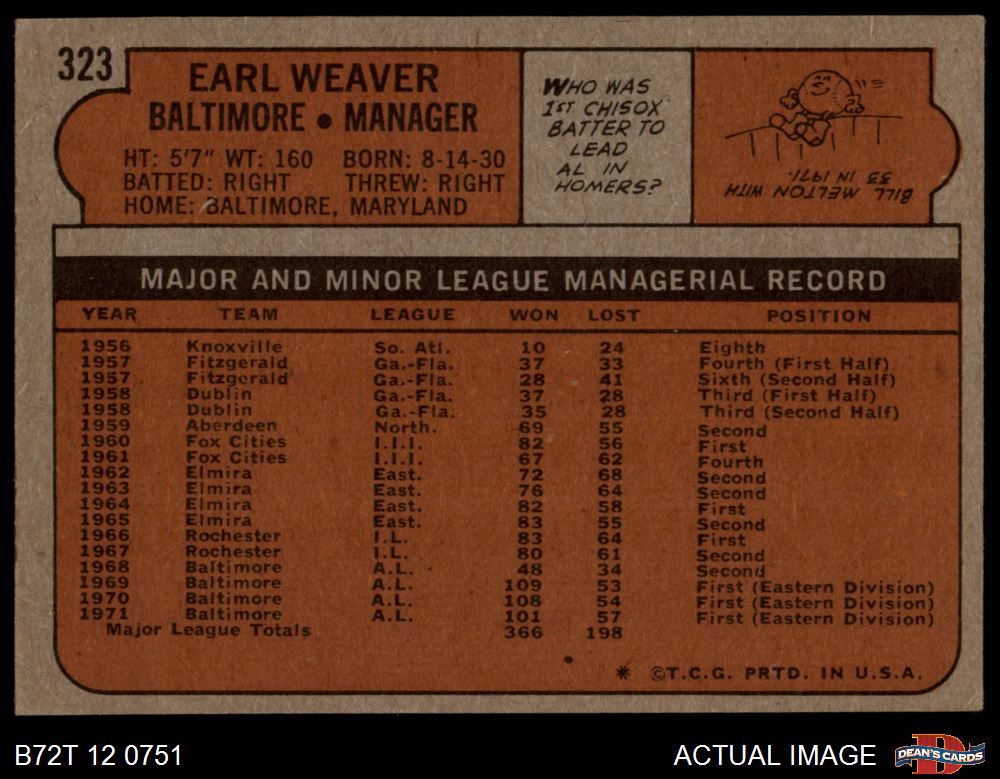 323
EARL WEAVER
BALTIMORE • MANAGER
HT: 5'7" WT: 160 BORN: 8-14-30
BATTED: RIGHT THREW: RIGHT
HOME: BALTIMORE, MARYLAND
WHO WAS
1ST CHISOX
BATTER TO
LEAD
AL IN
HOMERS?
BILL
MELTON WITH
33 IN 1971.
MAJOR AND MINOR LEAGUE MANAGERIAL RECORD
YEAR TEAM LEAGUE WON LOST POSITION
1956 Knoxville So. Atl. 10 24 Eighth
1957 Fitzgerald Ga.-Fla. 37 33 Fourth (First Half)
1957 Fitzgerald Ga.-Fla. 28 41 Sixth (Second Half)
1958 Dublin Ga.-Fla. 37 28 Third (First Half)
1958 Dublin Ga.-Fla. 35 28 Third (Second Half)
1959 Aberdeen North. 69 55 Second
1960 Fox Cities I.I.I. 82 56 First
1961 Fox Cities I.I.I. 67 62 Fourth
1962 Elmira East. 72 68 Second
1963 Elmira East. 76 64 Second
1964 Elmira East. 82 58 First
1965 Elmira East. 83 55 Second
1966 Rochester I.L. 83 64 First
1967 Rochester I.L. 80 61 Second
1968 Baltimore A.L. 48 34 Second
1969 Baltimore A.L. 109 53 First (Eastern Division)
1970 Baltimore A.L. 108 54 First (Eastern Division)
1971 Baltimore A.L. 101 57 First (Eastern Division)
Major League Totals 366 198
* ©T.C.G. PRTD. IN U.S.A.
B72T 12 0751 ACTUAL IMAGE DEAN'S CARDS